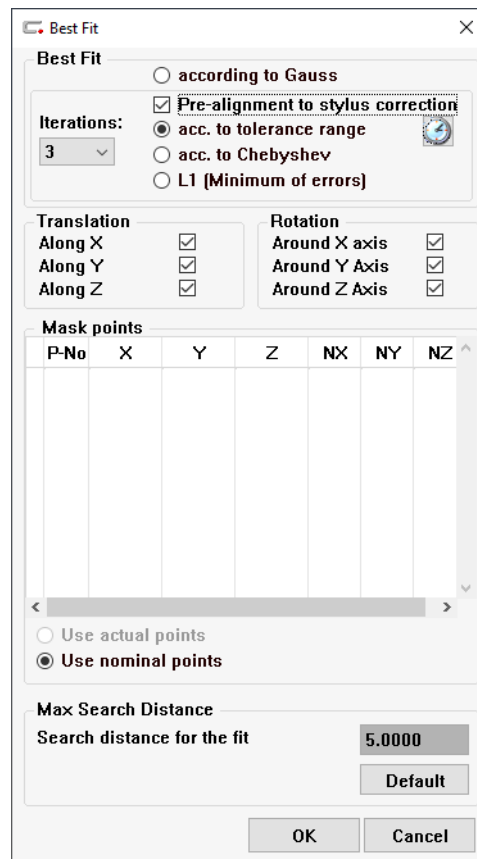 Best Fit
Best Fit
according to Gauss
Pre-alignment to stylus correction
Iterations:
acc. to tolerance range
3
acc. to Chebyshev
L1 (Minimum of errors)
Translation
Rotation
Along X
Around X axis
Along Y
Around Y Axis
Along Z
Around Z Axis
Mask points
P-No X Y Z NX NY NZ
Use actual points
Use nominal points
Max Search Distance
Search distance for the fit
5.0000
Default
OK
Cancel